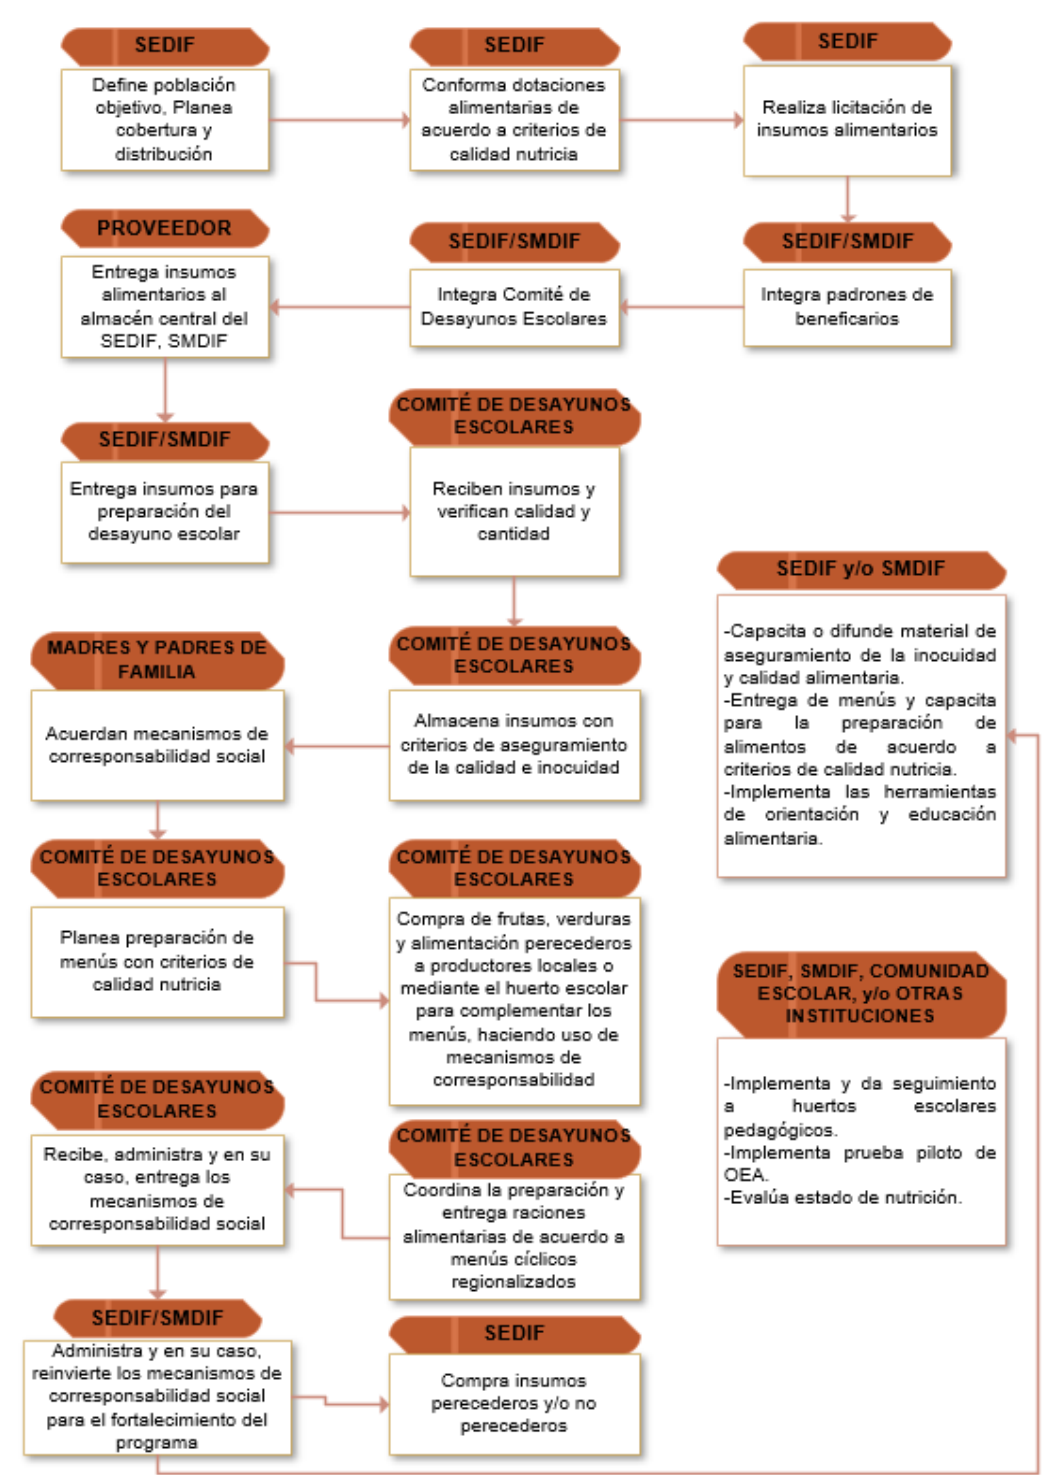 SEDIF
Define población
objetivo, Planea
cobertura y
distribución
SEDIF
Conforma dotaciones
alimentarias de
acuerdo a criterios de
calidad nutricia
SEDIF
Realiza licitación de
insumos alimentarios
PROVEEDOR
Entrega insumos
alimentarios al
almacén central del
SEDIF, SMDIF
SEDIF/SMDIF
Integra Comité de
Desayunos Escolares
SEDIF/SMDIF
Integra padrones de
beneficarios
SEDIF/SMDIF
Entrega insumos para
preparación del
desayuno escolar
COMITÉ DE DESAYUNOS
ESCOLARES
Reciben insumos y
verifican calidad y
cantidad
SEDIF y/o SMDIF
-Capacita o difunde material de
aseguramiento de la inocuidad
y calidad alimentaria.
-Entrega de menús y capacita
para la preparación de
alimentos de acuerdo a
criterios de calidad nutricia.
-Implementa las herramientas
de orientación y educación
alimentaria.
MADRES Y PADRES DE
FAMILIA
Acuerdan mecanismos de
corresponsabilidad social
COMITÉ DE DESAYUNOS
ESCOLARES
Almacena insumos con
criterios de aseguramiento
de la calidad e inocuidad
COMITÉ DE DESAYUNOS
ESCOLARES
Planea preparación de
menús con criterios de
calidad nutricia
COMITÉ DE DESAYUNOS
ESCOLARES
Compra de frutas, verduras
y alimentación perecederos
a productores locales o
mediante el huerto escolar
para complementar los
menús, haciendo uso de
mecanismos de
corresponsabilidad
SEDIF, SMDIF, COMUNIDAD
ESCOLAR, y/o OTRAS
INSTITUCIONES
-Implementa y da seguimiento
a huertos escolares
pedagógicos.
-Implementa prueba piloto de
OEA.
-Evalúa estado de nutrición.
COMITÉ DE DESAYUNOS
ESCOLARES
Recibe, administra y en su
caso, entrega los
mecanismos de
corresponsabilidad social
COMITÉ DE DESAYUNOS
ESCOLARES
Coordina la preparación y
entrega raciones
alimentarias de acuerdo a
menús cíclicos
regionalizados
SEDIF/SMDIF
Administra y en su caso,
reinvierte los mecanismos de
corresponsabilidad social
para el fortalecimiento del
programa
SEDIF
Compra insumos
perecederos y/o no
perecederos